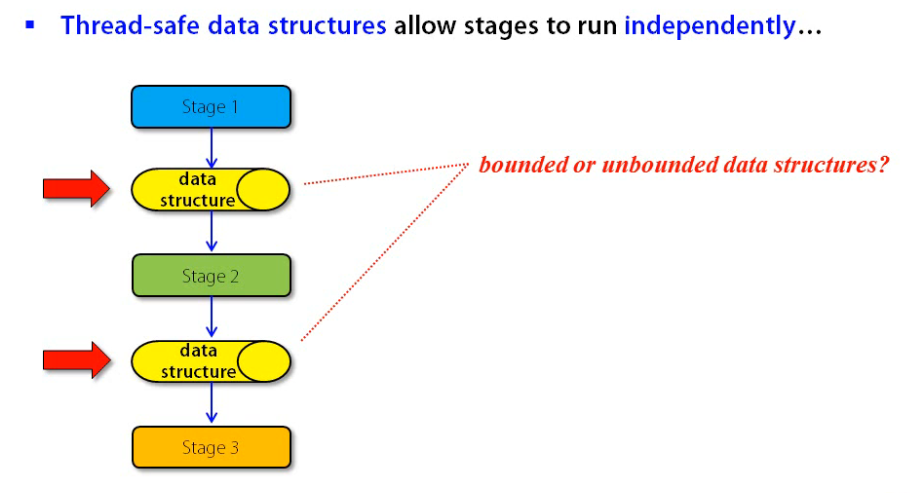 ▪ Thread-safe data structures allow stages to run independently…
Stage 1
data
structure
bounded or unbounded data structures?
Stage 2
data
structure
Stage 3